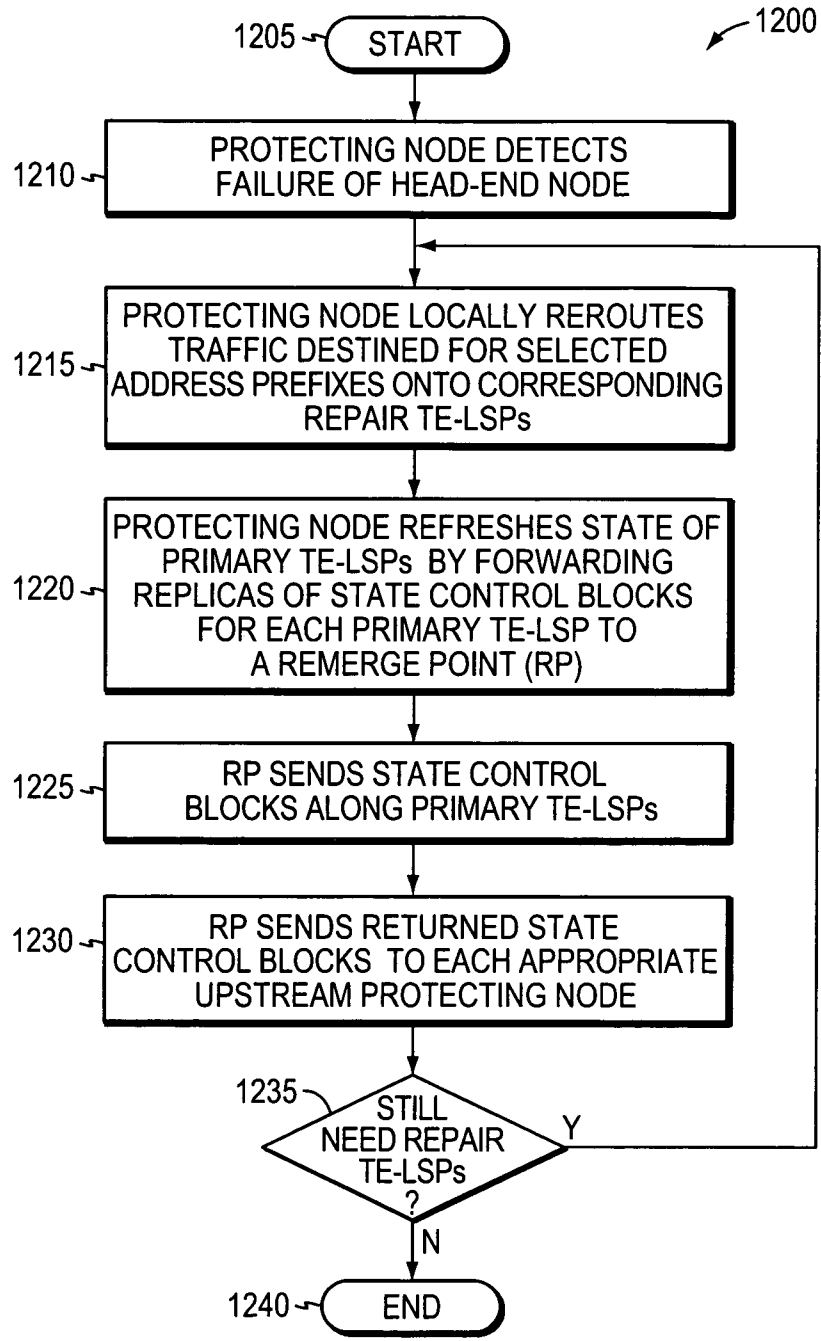 1200
1205
START
1210
PROTECTING NODE DETECTS
FAILURE OF HEAD-END NODE
1215
PROTECTING NODE LOCALLY REROUTES
TRAFFIC DESTINED FOR SELECTED
ADDRESS PREFIXES ONTO CORRESPONDING
REPAIR TE-LSPs
1220
PROTECTING NODE REFRESHES STATE OF
PRIMARY TE-LSPs BY FORWARDING
REPLICAS OF STATE CONTROL BLOCKS
FOR EACH PRIMARY TE-LSP TO
A REMERGE POINT (RP)
1225
RP SENDS STATE CONTROL
BLOCKS ALONG PRIMARY TE-LSPs
1230
RP SENDS RETURNED STATE
CONTROL BLOCKS TO EACH APPROPRIATE
UPSTREAM PROTECTING NODE
1235
STILL
NEED REPAIR
TE-LSPs
?
Y
N
1240
END